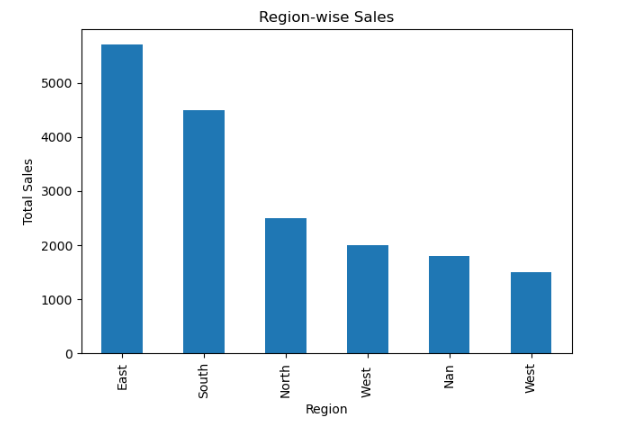 Region-wise Sales
Total Sales
5000
4000
3000
2000
1000
0
East
South
North
West
Nan
West
Region